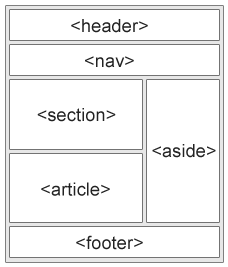 <header>
<nav>
<section>
<aside>
<article>
<footer>